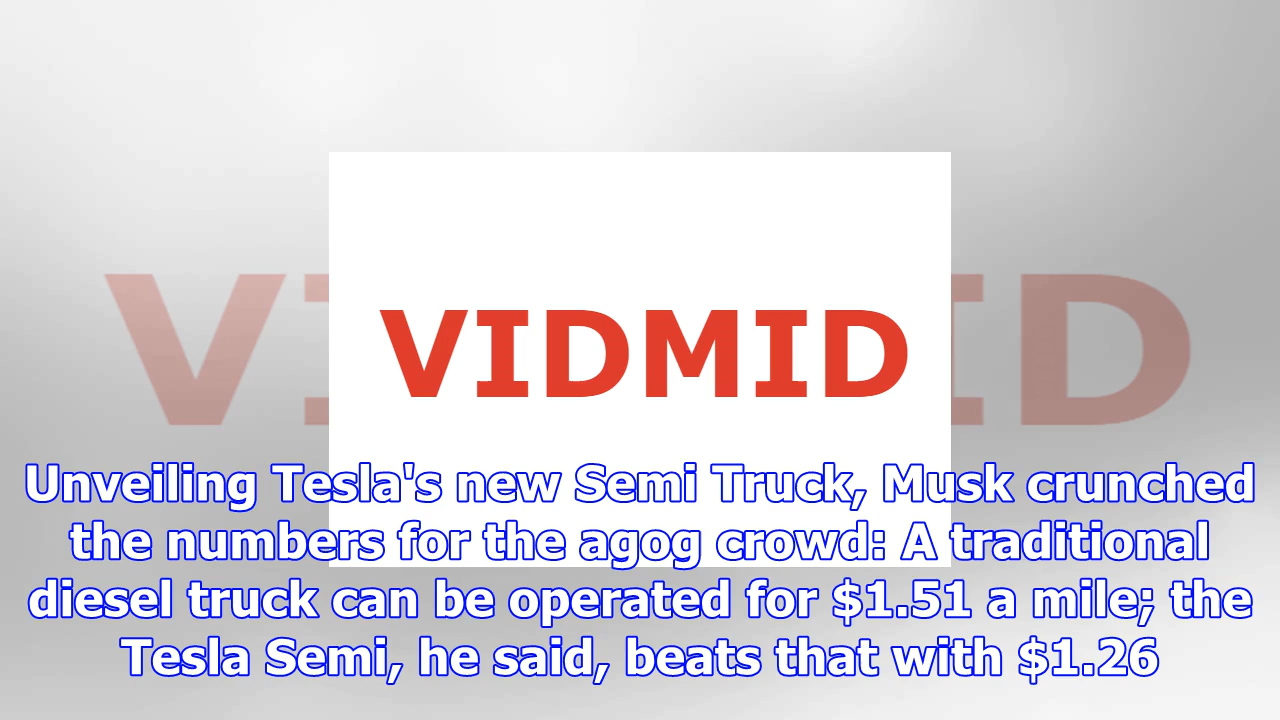 VIDMID
Unveiling Tesla's new Semi Truck, Musk crunched
the numbers for the agog crowd: A traditional
diesel truck can be operated for $1.51 a mile; the
Tesla Semi, he said, beats that with $1.26